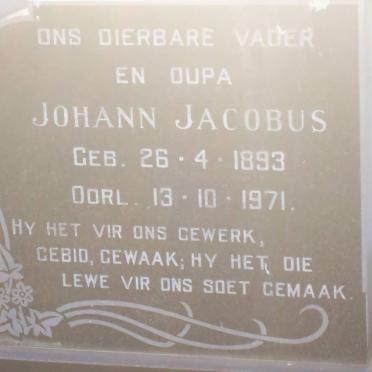 ONS DIERBARE VADER
EN OUPA
JOHANN JACOBUS
GEB. 26·4·1893
OORL. 13·10·1971.
HY HET VIR ONS GEWERK,
GEBID, GEWAAK; HY HET DIE
LEWE VIR ONS SOET GEMAAK.